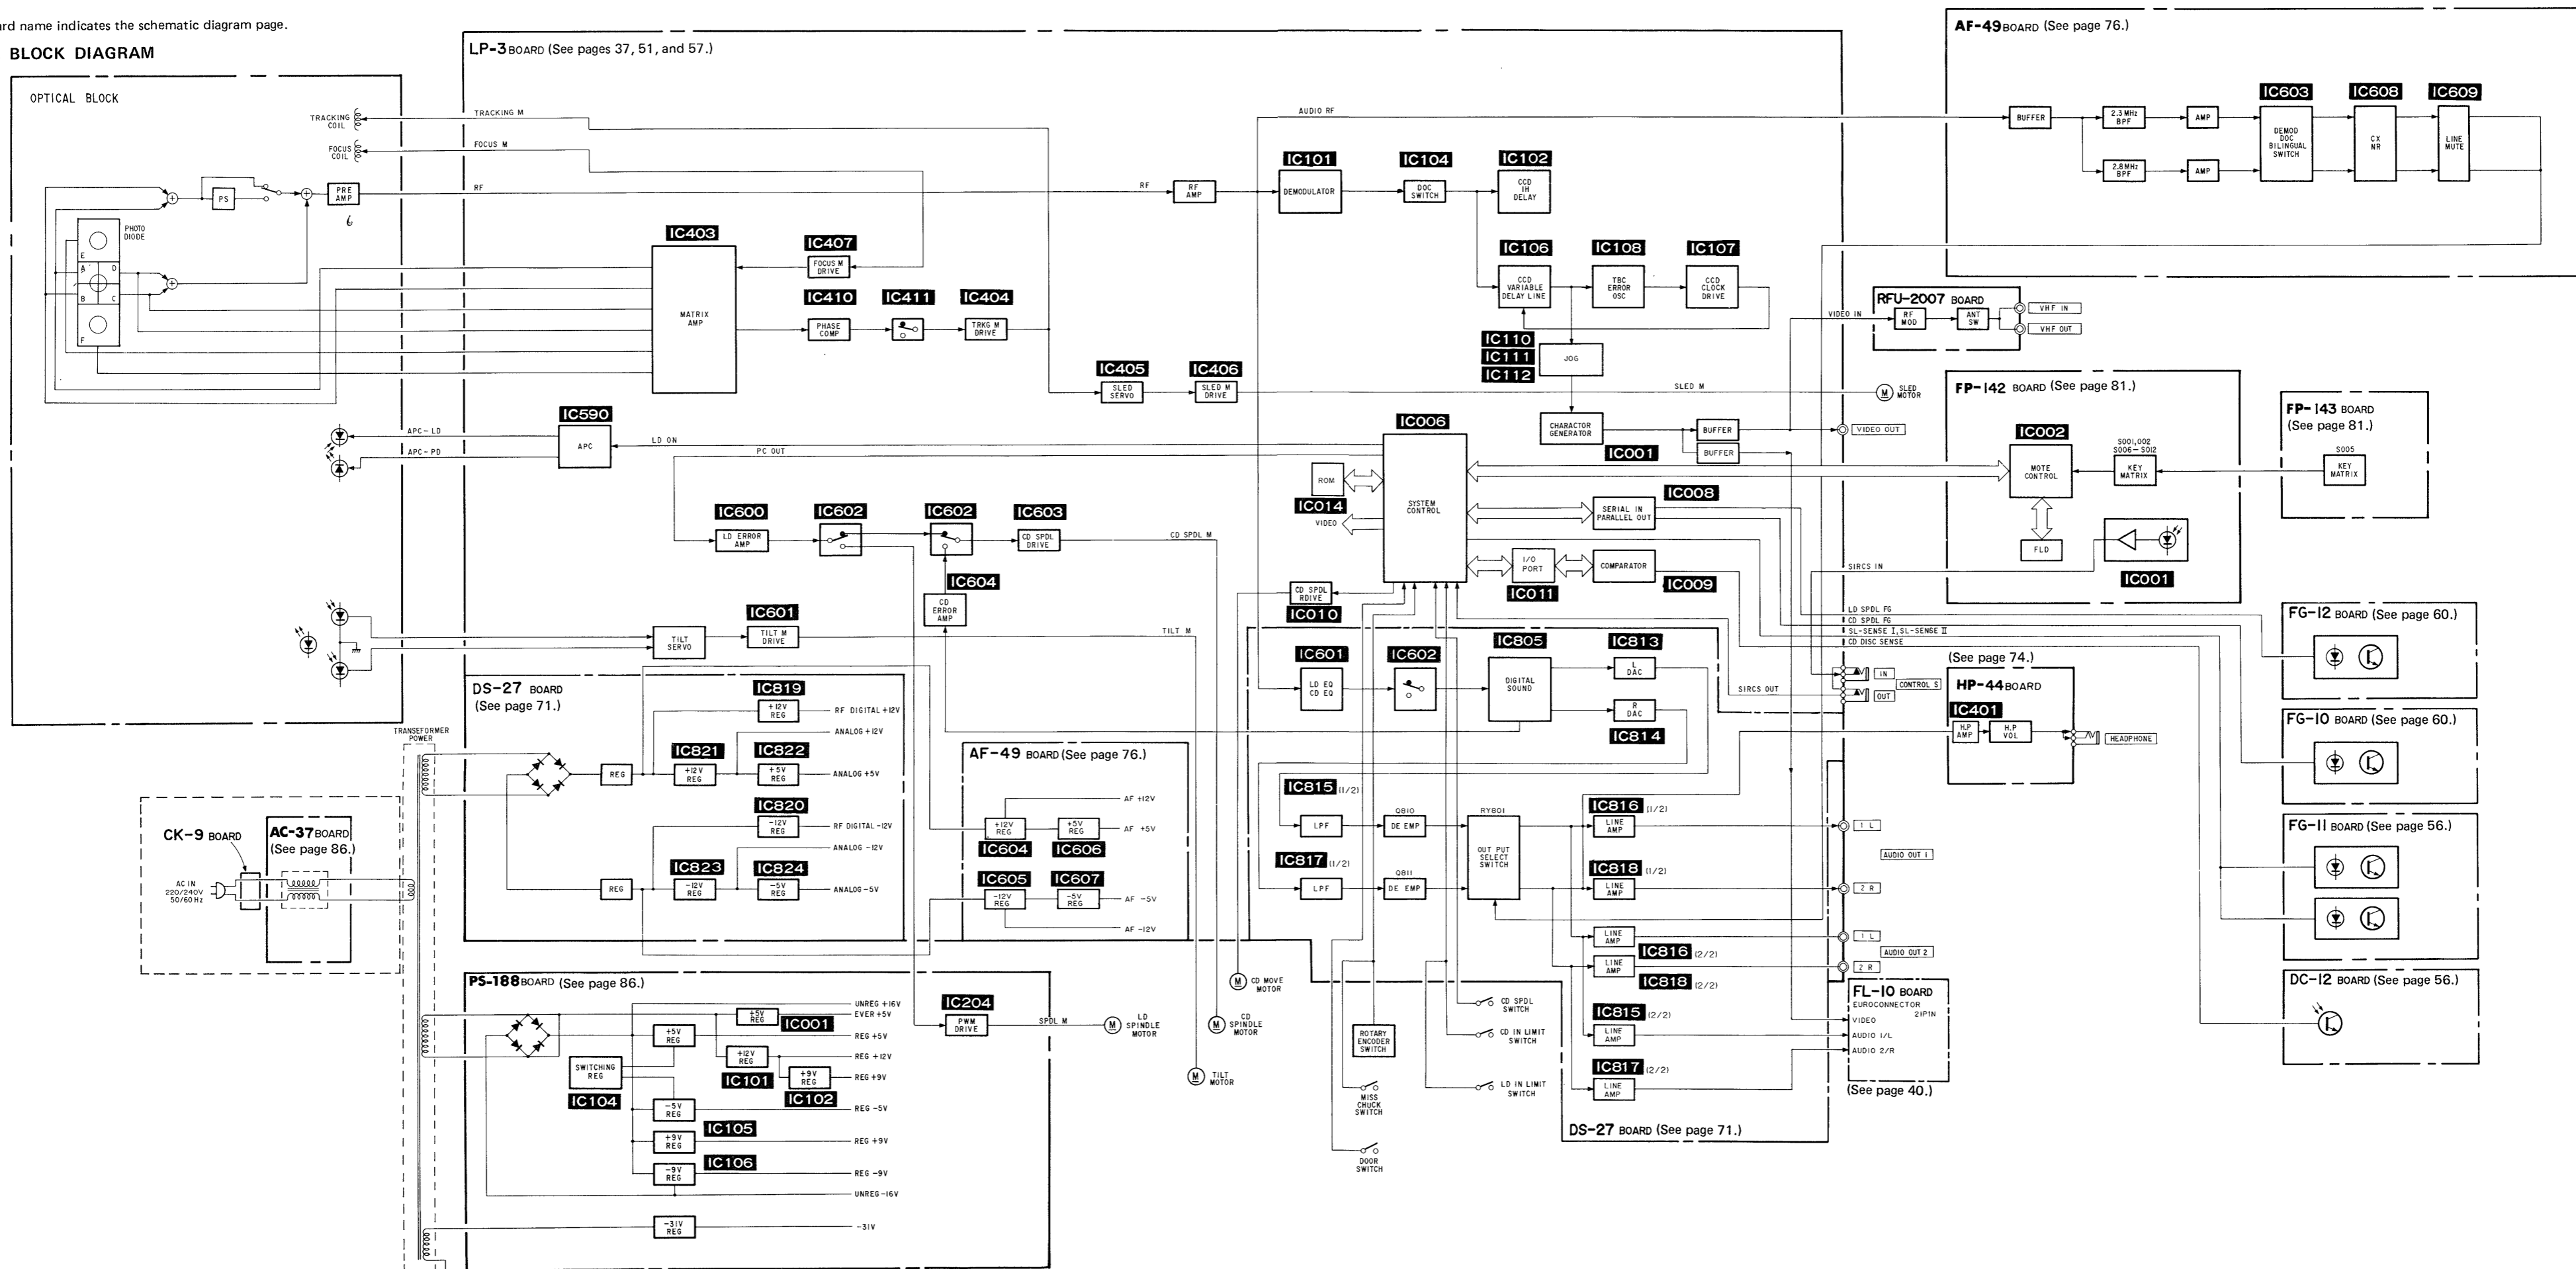 rd name indicates the schematic diagram page.
BLOCK DIAGRAM
OPTICAL BLOCK
TRACKING
COIL
FOCUS
COIL
PS
PRE
AMP
6
PHOTO
DIODE
E
A D
B C
F
LP-3 BOARD (See pages 37, 51, and 57.)
TRACKING M
FOCUS M
RF
RF
RF
AMP
AUDIO RF
IC101
DEMODULATOR
IC104
DOC
SWITCH
IC102
CCD
1H
DELAY
IC403
MATRIX
AMP
IC407
FOCUS M
DRIVE
IC410
PHASE
COMP
IC411
IC404
TRKG M
DRIVE
IC106
CCD
VARIABLE
DELAY LINE
IC108
TBC
ERROR
OSC
IC107
CCD
CLOCK
DRIVE
IC110
IC111
IC112
JOG
IC405
SLED
SERVO
IC406
SLED M
DRIVE
SLED M
M
SLED
MOTOR
IC590
APC
APC-LD
APC-PD
LD ON
PC OUT
IC006
SYSTEM
CONTROL
CHARACTOR
GENERATOR
IC001
BUFFER
BUFFER
VIDEO OUT
VIDEO IN
ROM
IC014
VIDEO
IC008
SERIAL IN
PARALLEL OUT
I/O
PORT
IC011
COMPARATOR
IC009
CD SPDL
RDIVE
IC010
IC600
LD ERROR
AMP
IC602
IC602
IC603
CD SPDL
DRIVE
CD SPDL M
IC604
CD
ERROR
AMP
TILT
SERVO
IC601
TILT M
DRIVE
TILT M
AF-49 BOARD (See page 76.)
BUFFER
2.3MHz
BPF
AMP
2.8MHz
BPF
AMP
IC603
DEMOD
DOC
BILINGUAL
SWITCH
IC608
CX
NR
IC609
LINE
MUTE
RFU-2007 BOARD
RF
MOD
ANT
SW
VHF IN
VHF OUT
FP-142 BOARD (See page 81.)
IC002
MOTE
CONTROL
S001,002
S006-S012
KEY
MATRIX
FLD
IC001
FP-143 BOARD
(See page 81.)
S005
KEY
MATRIX
SIRCS IN
LD SPDL FG
CD SPDL FG
SL-SENSE I, SL-SENSE II
CD DISC SENSE
FG-12 BOARD (See page 60.)
FG-10 BOARD (See page 60.)
FG-11 BOARD (See page 56.)
DC-12 BOARD (See page 56.)
IN
CONTROL S
OUT
SIRCS OUT
(See page 74.)
HP-44 BOARD
IC401
H.P
AMP
H.P
VOL
HEADPHONE
IC601
LD EQ
CD EQ
IC602
IC805
DIGITAL
SOUND
IC813
L
DAC
R
DAC
IC814
IC815 (1/2)
LPF
Q810
DE EMP
RY801
OUT PUT
SELECT
SWITCH
IC816 (1/2)
LINE
AMP
1 L
AUDIO OUT 1
IC817 (1/2)
LPF
Q811
DE EMP
IC818 (1/2)
LINE
AMP
2 R
LINE
AMP
IC816 (2/2)
1 L
AUDIO OUT 2
LINE
AMP
IC818 (2/2)
2 R
IC815 (2/2)
LINE
AMP
IC817 (2/2)
LINE
AMP
DS-27 BOARD (See page 71.)
FL-10 BOARD
EUROCONNECTOR
21PIN
VIDEO
AUDIO 1/L
AUDIO 2/R
(See page 40.)
M
CD MOVE
MOTOR
M
CD
SPINDLE
MOTOR
M
TILT
MOTOR
ROTARY
ENCODER
SWITCH
MISS
CHUCK
SWITCH
DOOR
SWITCH
CD SPDL
SWITCH
CD IN LIMIT
SWITCH
LD IN LIMIT
SWITCH
DS-27 BOARD
(See page 71.)
IC819
+12V
REG
RF DIGITAL +12V
ANALOG +12V
REG
IC821
+12V
REG
IC822
+5V
REG
ANALOG +5V
IC820
-12V
REG
RF DIGITAL -12V
ANALOG -12V
REG
IC823
-12V
REG
IC824
-5V
REG
ANALOG -5V
AF-49 BOARD (See page 76.)
AF +12V
+12V
REG
IC604
+5V
REG
IC606
AF +5V
IC605
-12V
REG
IC607
-5V
REG
AF -5V
AF -12V
TRANSEFORMER
POWER
CK-9 BOARD
AC-37 BOARD
(See page 86.)
AC IN
220/240V
50/60Hz
PS-188 BOARD (See page 86.)
UNREG +16V
+5V
REG
IC001
EVER +5V
+5V
REG
REG +5V
+12V
REG
IC101
REG +12V
+9V
REG
IC102
REG +9V
SWITCHING
REG
IC104
-5V
REG
REG -5V
+9V
REG
IC105
REG +9V
-9V
REG
IC106
REG -9V
UNREG -16V
-31V
REG
-31V
IC204
PWM
DRIVE
SPDL M
M
LD
SPINDLE
MOTOR